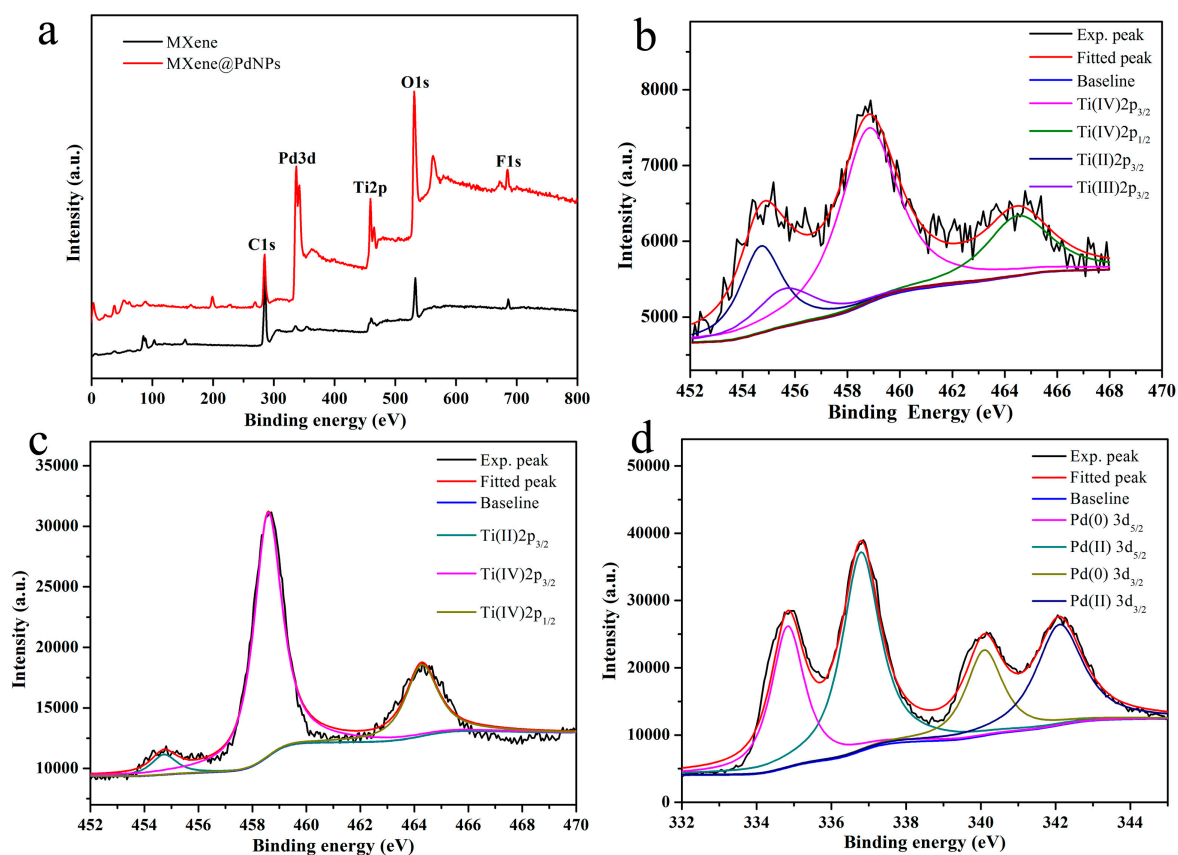 a
MXene
MXene@PdNPs
O1s
Pd3d
Ti2p
F1s
C1s
Intensity (a.u.)
0 100 200 300 400 500 600 700 800
Binding energy (eV)
b
Exp. peak
Fitted peak
Baseline
Ti(IV)2p3/2
Ti(IV)2p1/2
Ti(II)2p3/2
Ti(III)2p3/2
8000
7000
6000
5000
Intensity (a.u.)
452 454 456 458 460 462 464 466 468 470
Binding Energy (eV)
c
Exp. peak
Fitted peak
Baseline
Ti(II)2p3/2
Ti(IV)2p3/2
Ti(IV)2p1/2
35000
30000
25000
20000
15000
10000
Intensity (a.u.)
452 454 456 458 460 462 464 466 468 470
Binding energy (eV)
d
Exp. peak
Fitted peak
Baseline
Pd(0) 3d5/2
Pd(II) 3d5/2
Pd(0) 3d3/2
Pd(II) 3d3/2
50000
40000
30000
20000
10000
0
Intensity (a.u.)
332 334 336 338 340 342 344
Binding energy (eV)